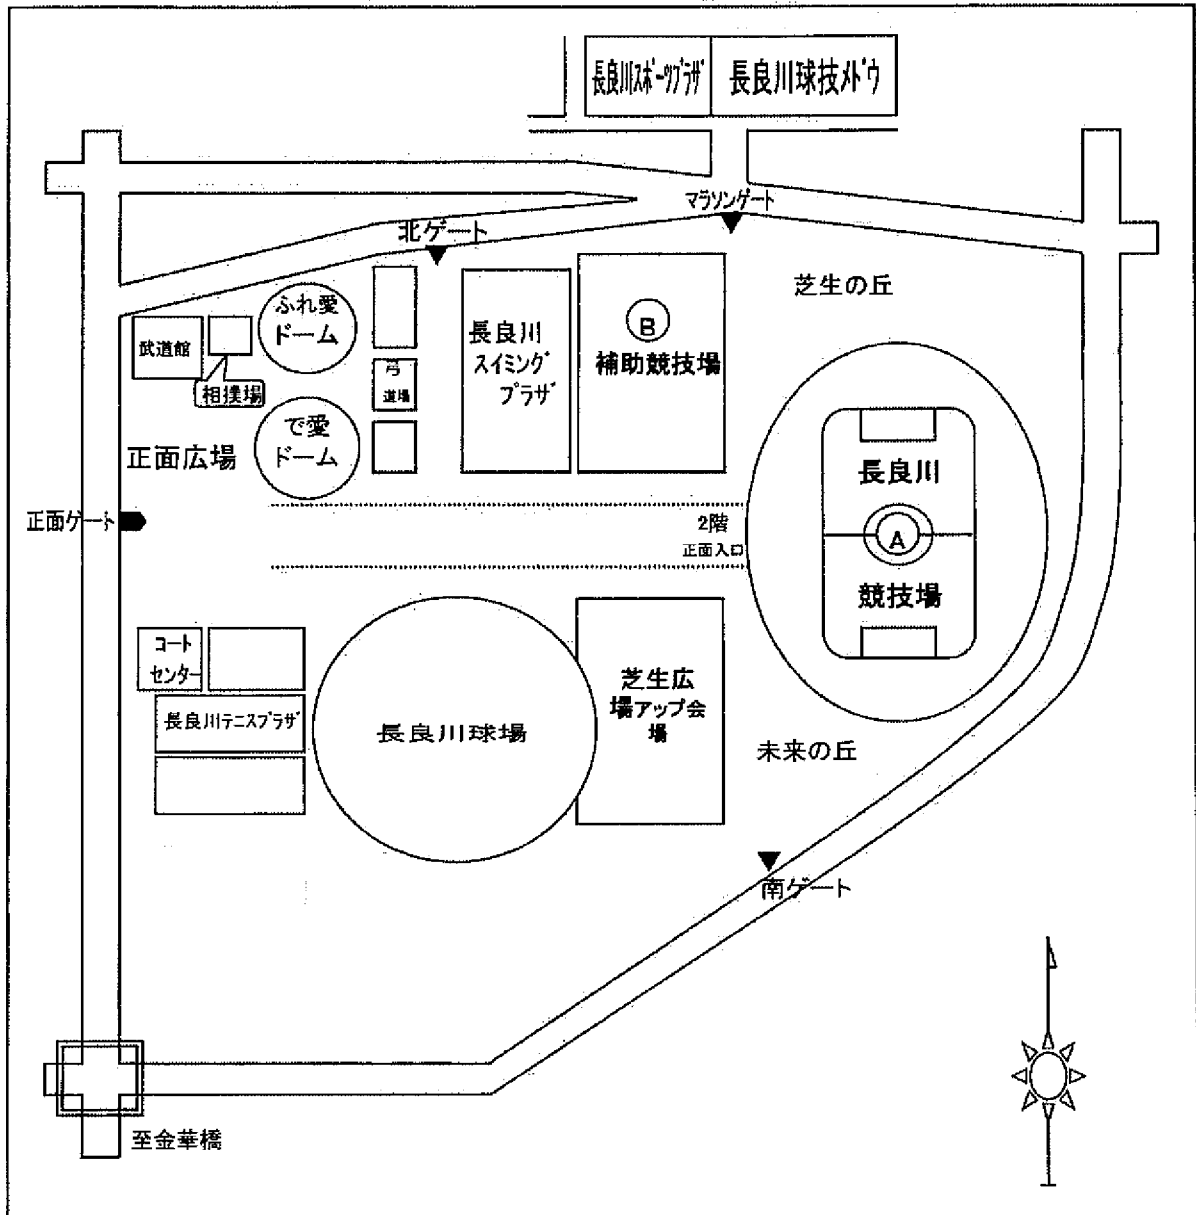 長良川スポーツプラザ
長良川球技メドウ
マラソンゲート
北ゲート
芝生の丘
ふれ愛
ドーム
武道館
相撲場
弓
道場
長良川
スイミング
プラザ
B
補助競技場
で愛
ドーム
正面広場
長良川
A
競技場
正面ゲート
2階
正面入口
コート
センター
長良川テニスプラザ
長良川球場
芝生広
場アップ会
場
未来の丘
南ゲート
至金華橋